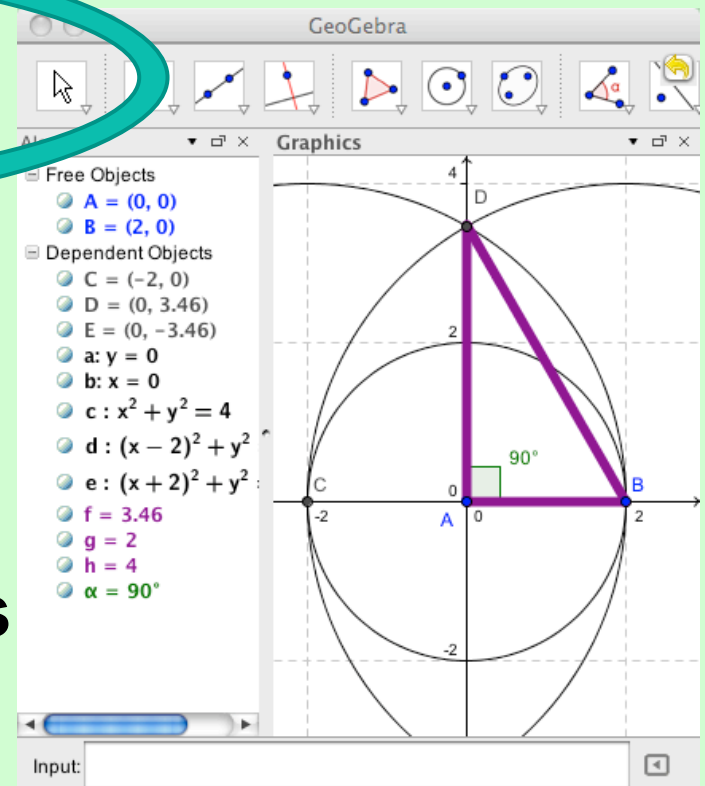 GeoGebra
Graphics
Free Objects
A = (0, 0)
B = (2, 0)
Dependent Objects
C = (-2, 0)
D = (0, 3.46)
E = (0, -3.46)
a: y = 0
b: x = 0
c : x² + y² = 4
d : (x − 2)² + y²
e : (x + 2)² + y²
f = 3.46
g = 2
h = 4
α = 90°
4
D
2
90°
C
0
B
-2
A
0
2
-2
α
s
Input: